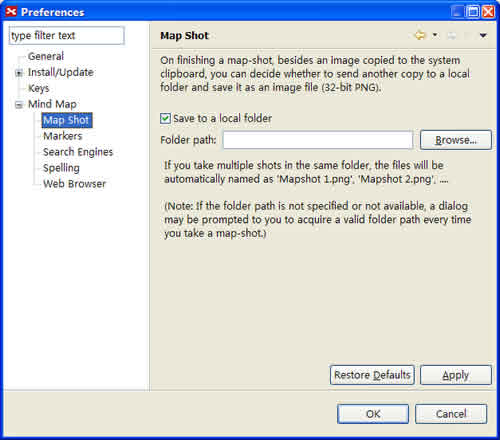 Preferences
type filter text
General
Install/Update
Keys
Mind Map
Map Shot
Markers
Search Engines
Spelling
Web Browser
Map Shot
On finishing a map-shot, besides an image copied to the system
clipboard, you can decide whether to send another copy to a local
folder and save it as an image file (32-bit PNG).
Save to a local folder
Folder path:
Browse...
If you take multiple shots in the same folder, the files will be
automatically named as 'Mapshot 1.png', 'Mapshot 2.png', ....
(Note: If the folder path is not specified or not available, a dialog
may be prompted to you to acquire a valid folder path every time
you take a map-shot.)
Restore Defaults
Apply
OK
Cancel